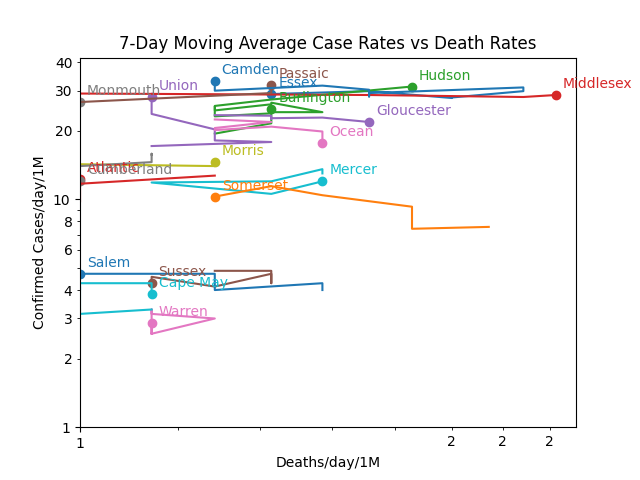 7-Day Moving Average Case Rates vs Death Rates
40
30
20
10
8
6
4
3
2
1
Confirmed Cases/day/1M
Camden
Passaic
Hudson
Middlesex
Essex
Union
Monmouth
Burlington
Gloucester
Ocean
Morris
Atlantic
Cumberland
Mercer
Somerset
Salem
Sussex
Cape May
Warren
1
2
2
2
Deaths/day/1M